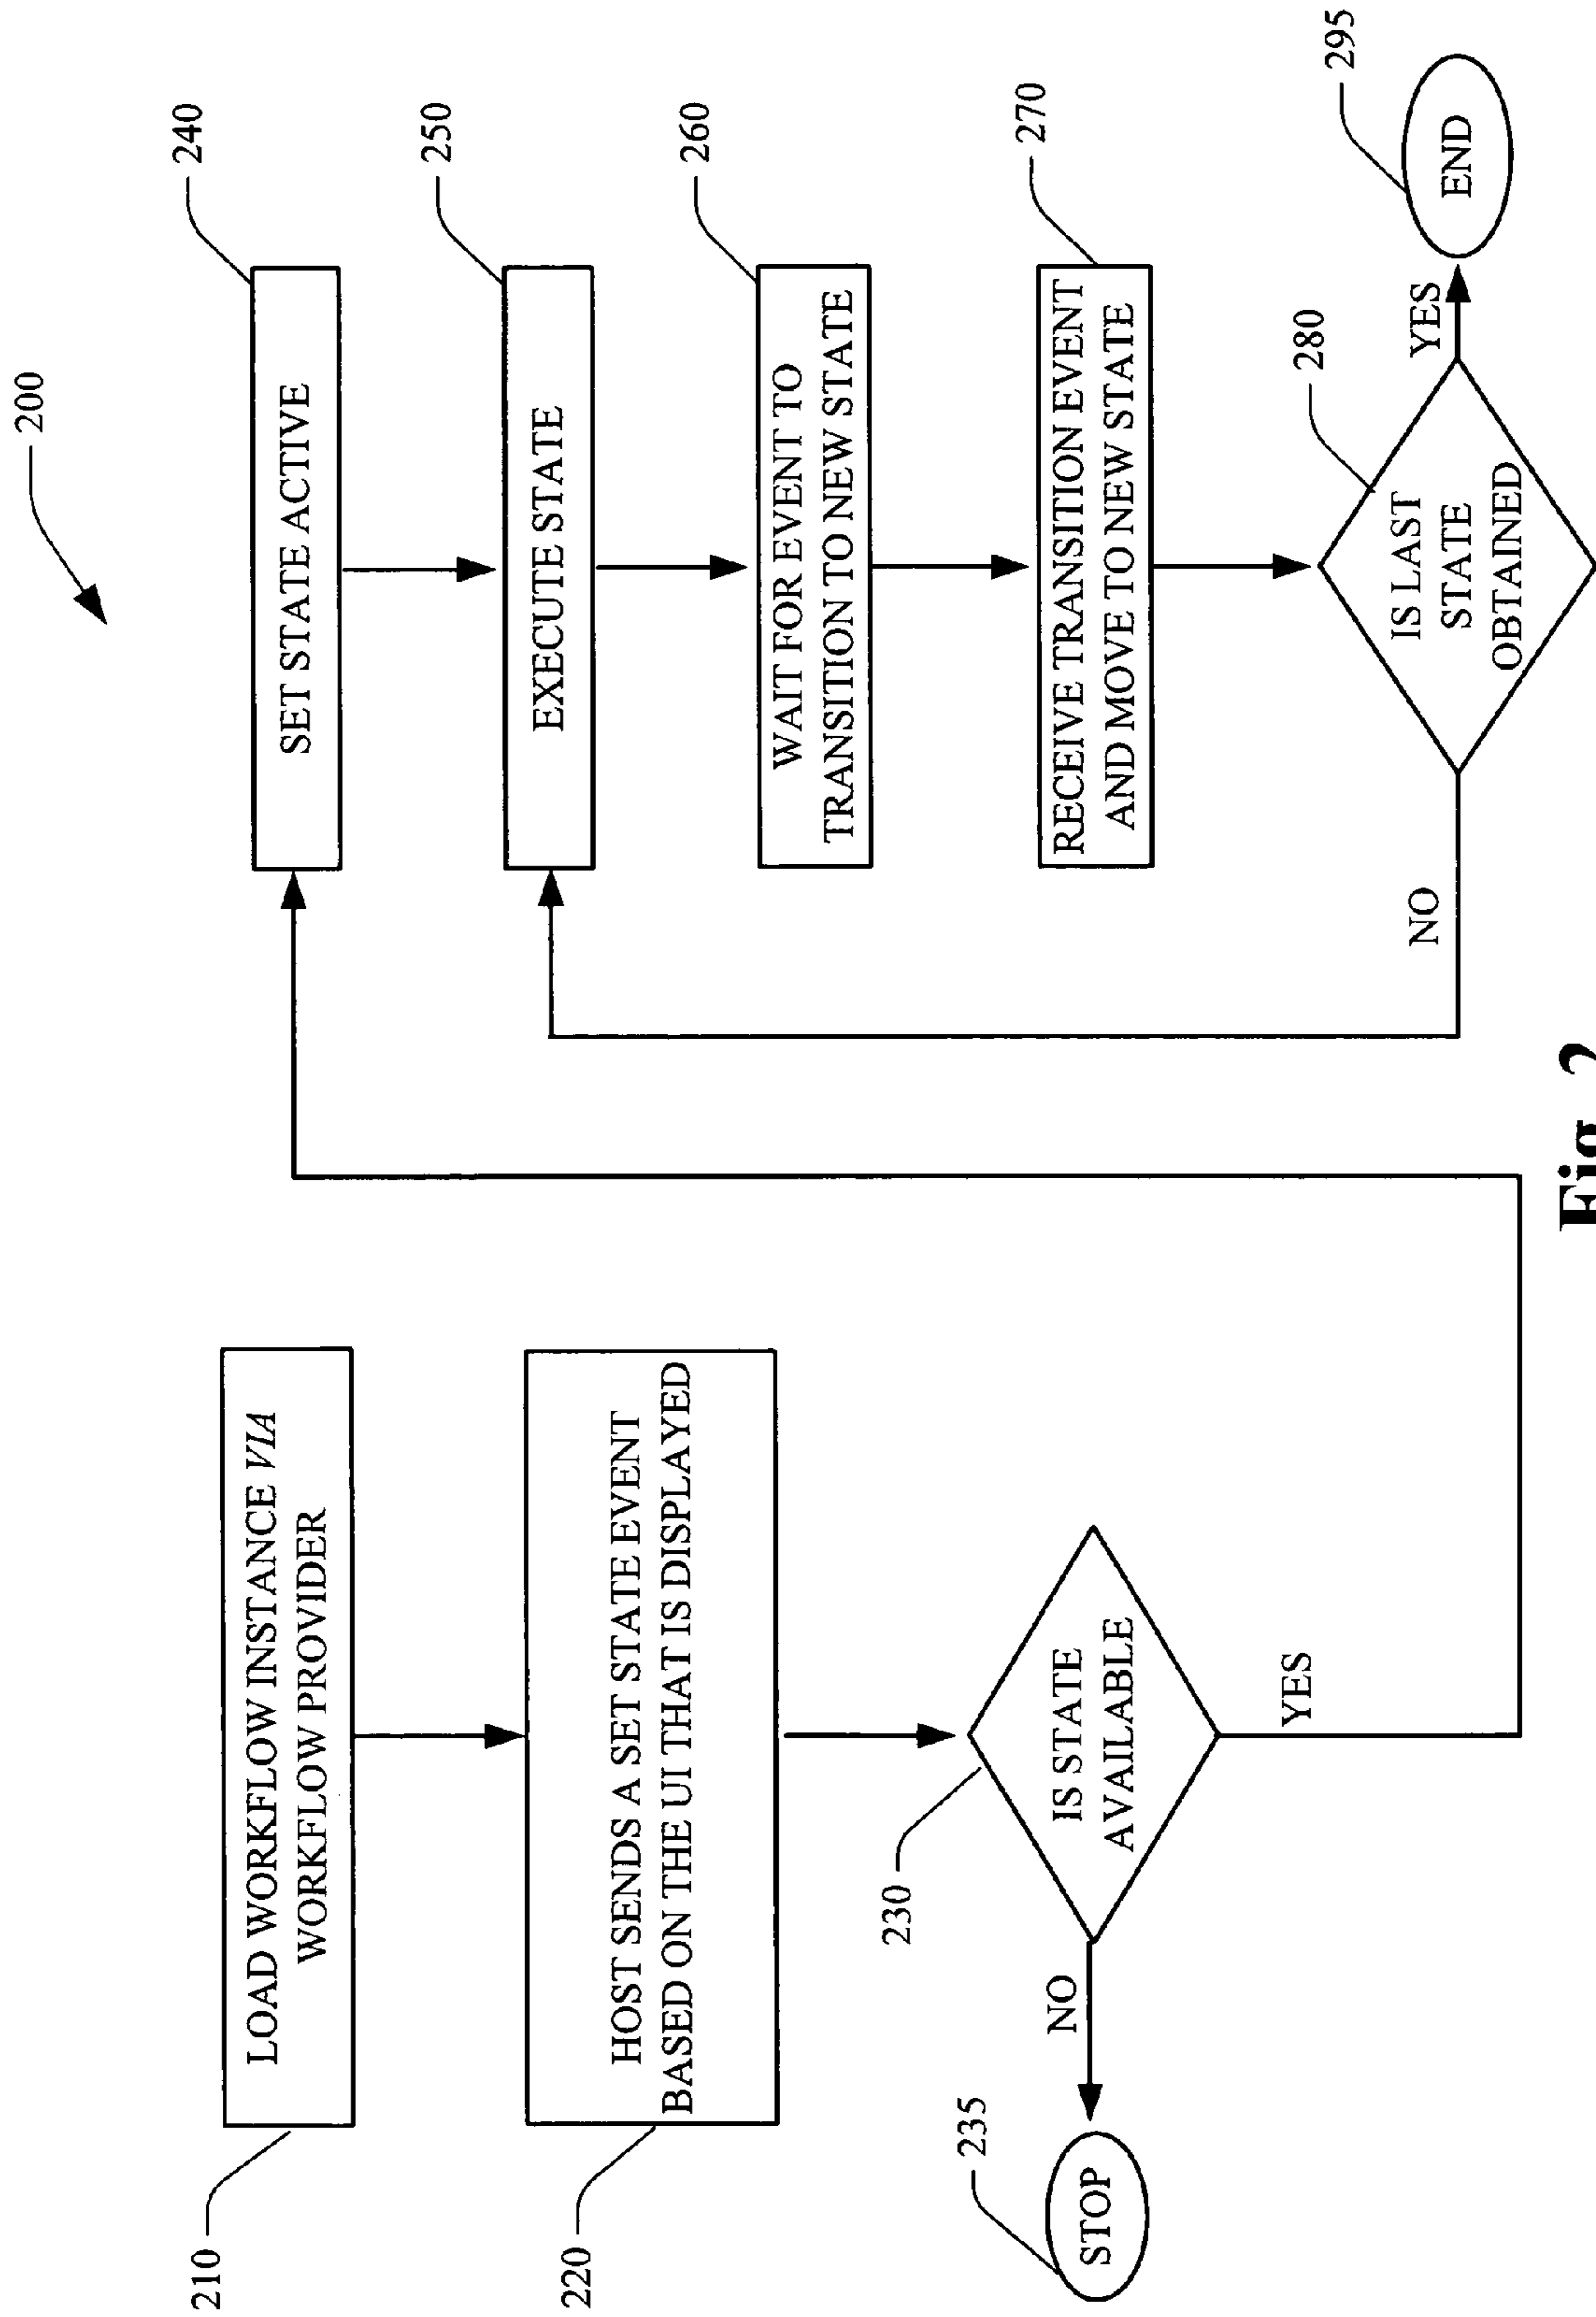 200
210
LOAD WORKFLOW INSTANCE VIA
WORKFLOW PROVIDER
220
HOST SENDS A SET STATE EVENT
BASED ON THE UI THAT IS DISPLAYED
230
IS STATE
AVAILABLE
NO
235
STOP
YES
240
SET STATE ACTIVE
250
EXECUTE STATE
260
WAIT FOR EVENT TO
TRANSITION TO NEW STATE
270
RECEIVE TRANSITION EVENT
AND MOVE TO NEW STATE
280
IS LAST
STATE
OBTAINED
NO
YES
295
END
Fig. 2